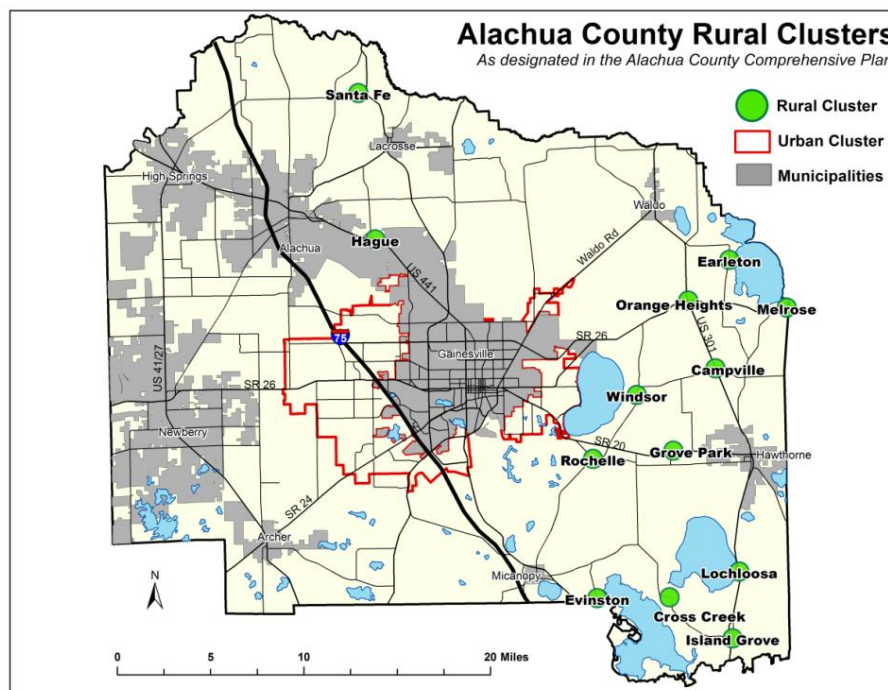 Alachua County Rural Clusters
As designated in the Alachua County Comprehensive Plan
Rural Cluster
Urban Cluster
Municipalities
Santa Fe
Lacrosse
High Springs
Waldo
Hague
Alachua
Waldo Rd
Earleton
US 441
Orange Heights
Melrose
75
SR 26
US 301
Gainesville
US 41/27
Campville
SR 26
Windsor
Newberry
SR 20
Grove Park
Hawthorne
Rochelle
SR 24
Archer
Micanopy
Lochloosa
N
Evinston
Cross Creek
Island Grove
0 5 10 20 Miles